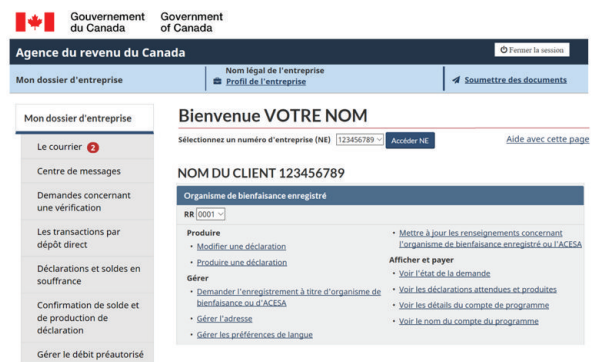 Gouvernement du Canada
Government of Canada
Agence du revenu du Canada
Fermer la session
Mon dossier d'entreprise
Nom légal de l'entreprise
Profil de l'entreprise
Soumettre des documents
Mon dossier d'entreprise
Le courrier 2
Centre de messages
Demandes concernant
une vérification
Les transactions par
dépôt direct
Déclarations et soldes en
souffrance
Confirmation de solde et
de production de
déclaration
Gérer le débit préautorisé
Bienvenue VOTRE NOM
Sélectionnez un numéro d'entreprise (NE) 123456789 Accéder NE
Aide avec cette page
NOM DU CLIENT 123456789
Organisme de bienfaisance enregistré
RR 0001
Produire
• Modifier une déclaration
• Produire une déclaration
Gérer
• Demander l'enregistrement à titre d'organisme de
bienfaisance ou d'ACESA
• Gérer l'adresse
• Gérer les préférences de langue
• Mettre à jour les renseignements concernant
l'organisme de bienfaisance enregistré ou l'ACESA
Afficher et payer
• Voir l'état de la demande
• Voir les déclarations attendues et produites
• Voir les détails du compte de programme
• Voir le nom du compte du programme